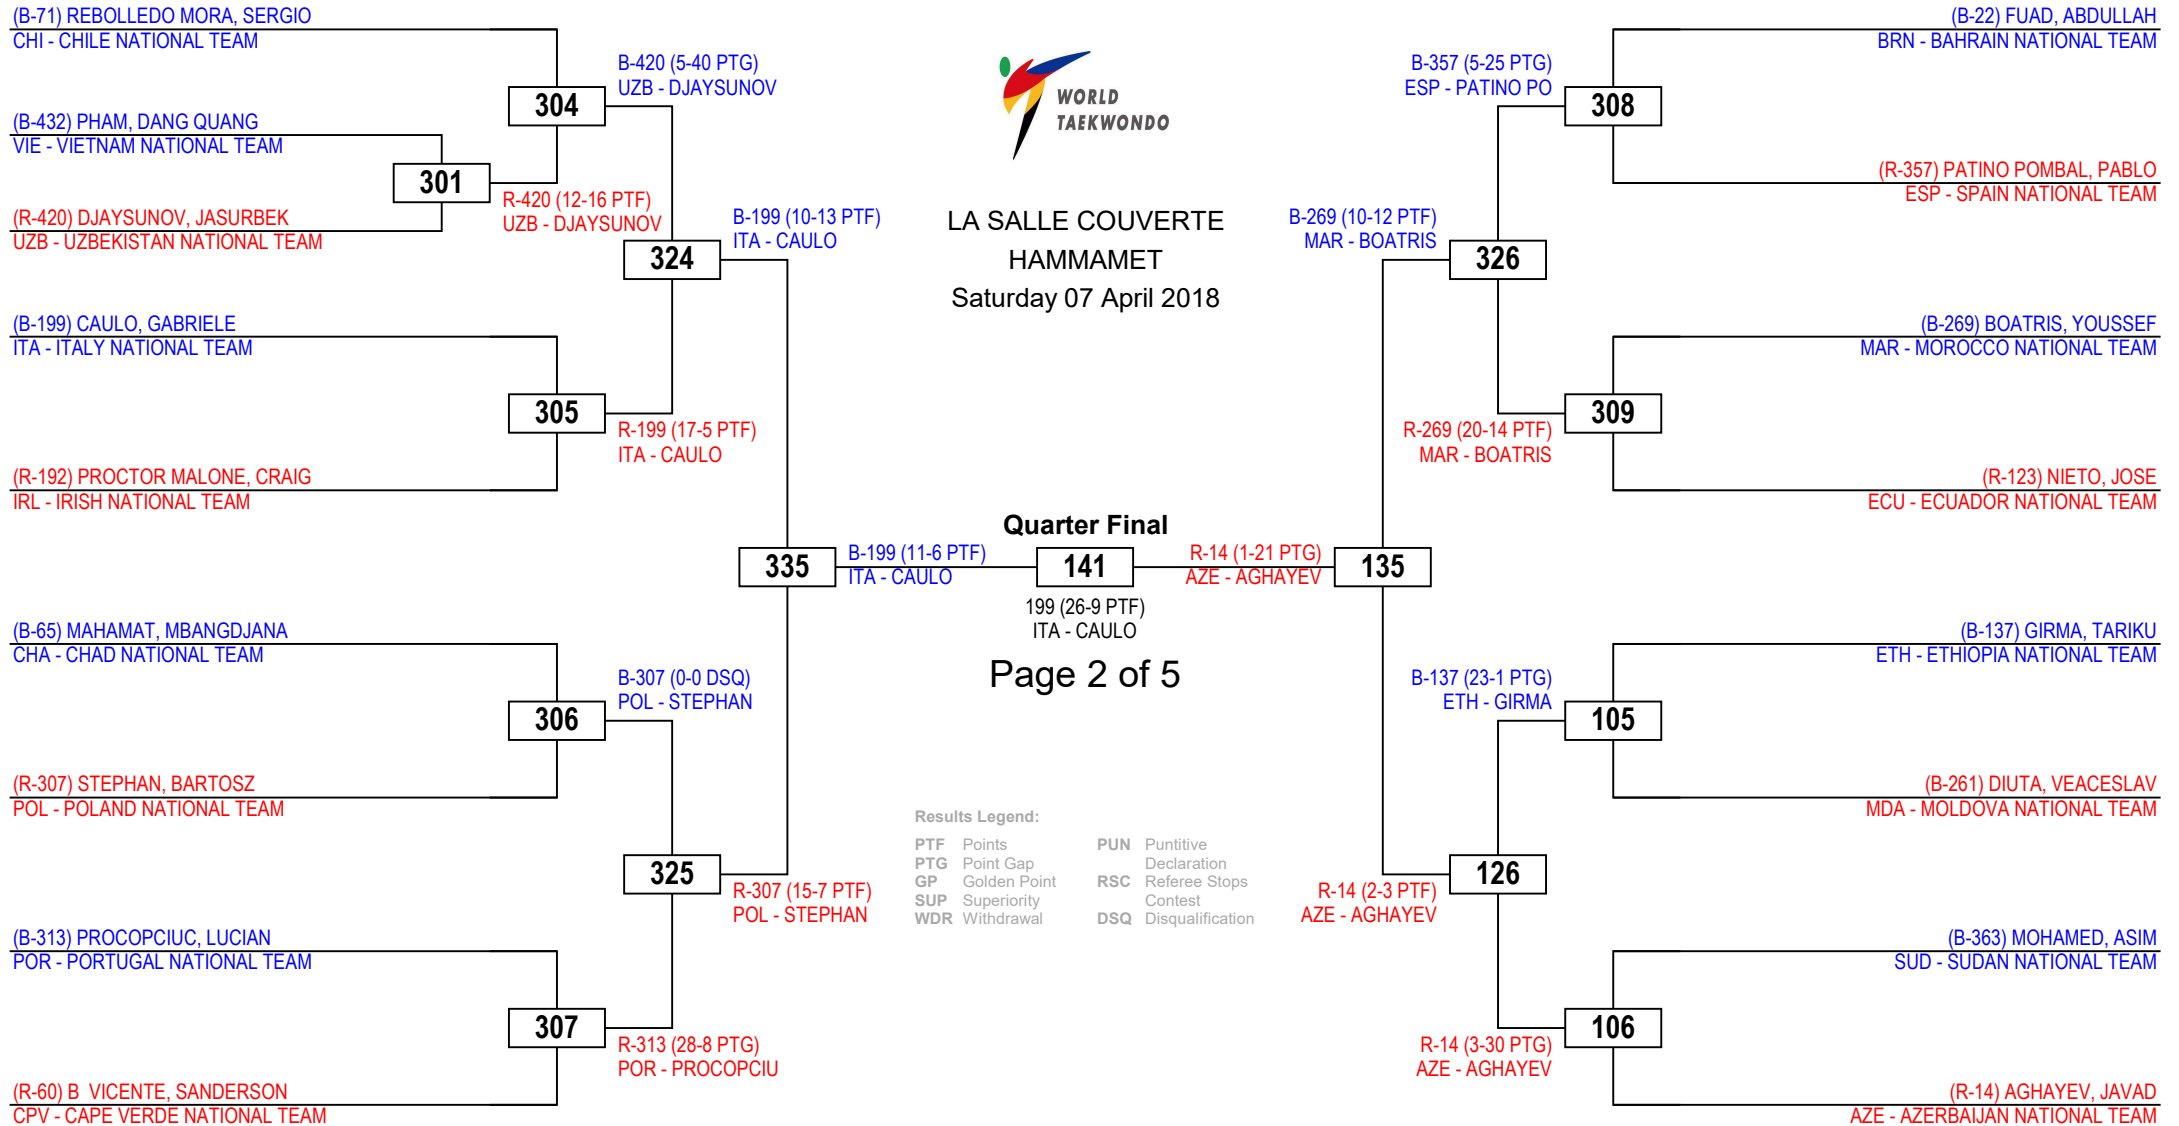 (B-71) REBOLLEDO MORA, SERGIO
CHI - CHILE NATIONAL TEAM
(B-432) PHAM, DANG QUANG
VIE - VIETNAM NATIONAL TEAM
(R-420) DJAYSUNOV, JASURBEK
UZB - UZBEKISTAN NATIONAL TEAM
(B-199) CAULO, GABRIELE
ITA - ITALY NATIONAL TEAM
(R-192) PROCTOR MALONE, CRAIG
IRL - IRISH NATIONAL TEAM
(B-65) MAHAMAT, MBANGDJANA
CHA - CHAD NATIONAL TEAM
(R-307) STEPHAN, BARTOSZ
POL - POLAND NATIONAL TEAM
(B-313) PROCOPCIUC, LUCIAN
POR - PORTUGAL NATIONAL TEAM
(R-60) B  VICENTE, SANDERSON
CPV - CAPE VERDE NATIONAL TEAM
301
R-420 (12-16 PTF)
UZB - DJAYSUNOV
304
B-420 (5-40 PTG)
UZB - DJAYSUNOV
305
R-199 (17-5 PTF)
ITA - CAULO
306
B-307 (0-0 DSQ)
POL - STEPHAN
307
R-313 (28-8 PTG)
POR - PROCOPCIU
324
B-199 (10-13 PTF)
ITA - CAULO
325
R-307 (15-7 PTF)
POL - STEPHAN
335
B-199 (11-6 PTF)
ITA - CAULO
WORLD
TAEKWONDO
LA SALLE COUVERTE
HAMMAMET
Saturday 07 April 2018
Quarter Final
141
199 (26-9 PTF)
ITA - CAULO
Page 2 of 5
Results Legend:
PTF Points
PTG Point Gap
GP Golden Point
SUP Superiority
WDR Withdrawal
PUN Puntitive
Declaration
RSC Referee Stops
Contest
DSQ Disqualification
R-14 (1-21 PTG)
AZE - AGHAYEV
135
B-269 (10-12 PTF)
MAR - BOATRIS
326
R-14 (2-3 PTF)
AZE - AGHAYEV
126
B-357 (5-25 PTG)
ESP - PATINO PO
308
R-269 (20-14 PTF)
MAR - BOATRIS
309
B-137 (23-1 PTG)
ETH - GIRMA
105
R-14 (3-30 PTG)
AZE - AGHAYEV
106
(B-22) FUAD, ABDULLAH
BRN - BAHRAIN NATIONAL TEAM
(R-357) PATINO POMBAL, PABLO
ESP - SPAIN NATIONAL TEAM
(B-269) BOATRIS, YOUSSEF
MAR - MOROCCO NATIONAL TEAM
(R-123) NIETO, JOSE
ECU - ECUADOR NATIONAL TEAM
(B-137) GIRMA, TARIKU
ETH - ETHIOPIA NATIONAL TEAM
(B-261) DIUTA, VEACESLAV
MDA - MOLDOVA NATIONAL TEAM
(B-363) MOHAMED, ASIM
SUD - SUDAN NATIONAL TEAM
(R-14) AGHAYEV, JAVAD
AZE - AZERBAIJAN NATIONAL TEAM